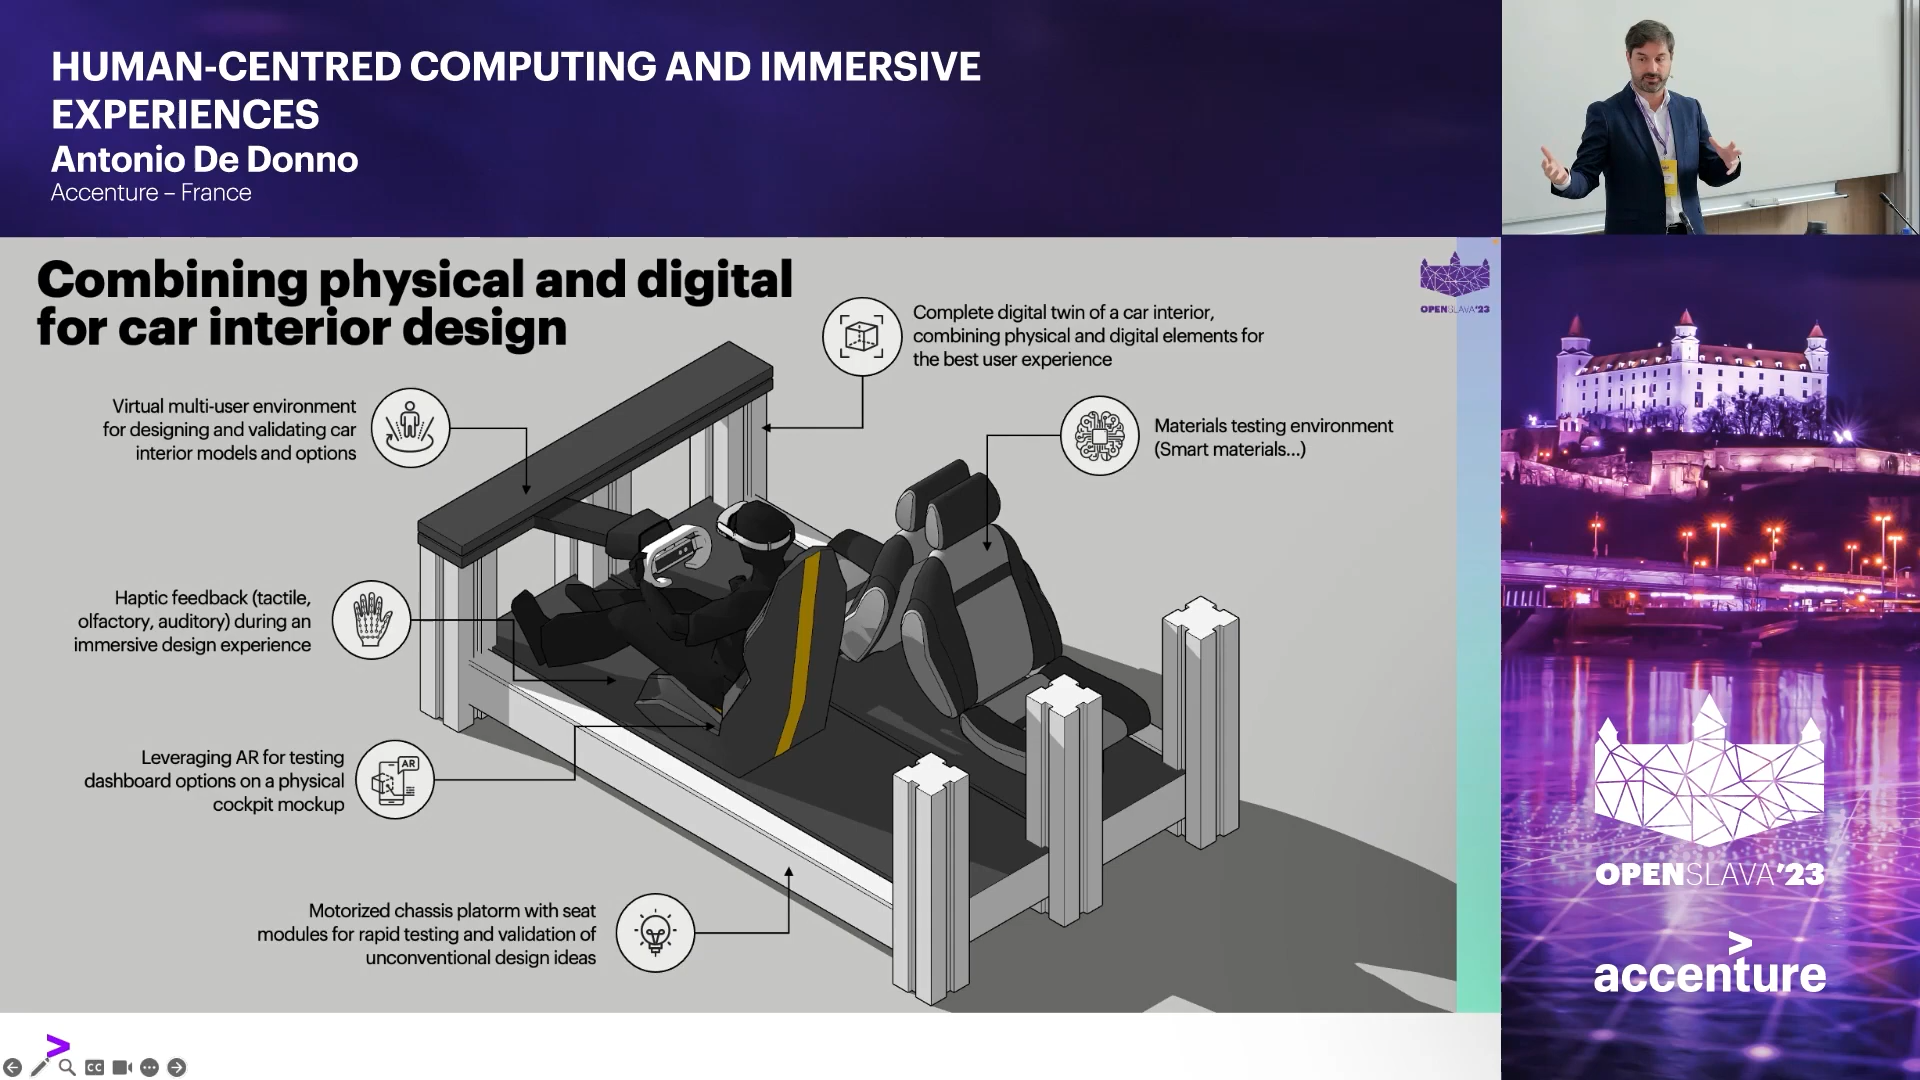 HUMAN-CENTRED COMPUTING AND IMMERSIVE
EXPERIENCES
Antonio De Donno
Accenture – France
Combining physical and digital
for car interior design
OPENSLAVA'23
Complete digital twin of a car interior,
combining physical and digital elements for
the best user experience
Virtual multi-user environment
for designing and validating car
interior models and options
Materials testing environment
(Smart materials...)
Haptic feedback (tactile,
olfactory, auditory) during an
immersive design experience
Leveraging AR for testing
dashboard options on a physical
cockpit mockup
AR
Motorized chassis platorm with seat
modules for rapid testing and validation of
unconventional design ideas
OPENSLAVA'23
accenture
CC